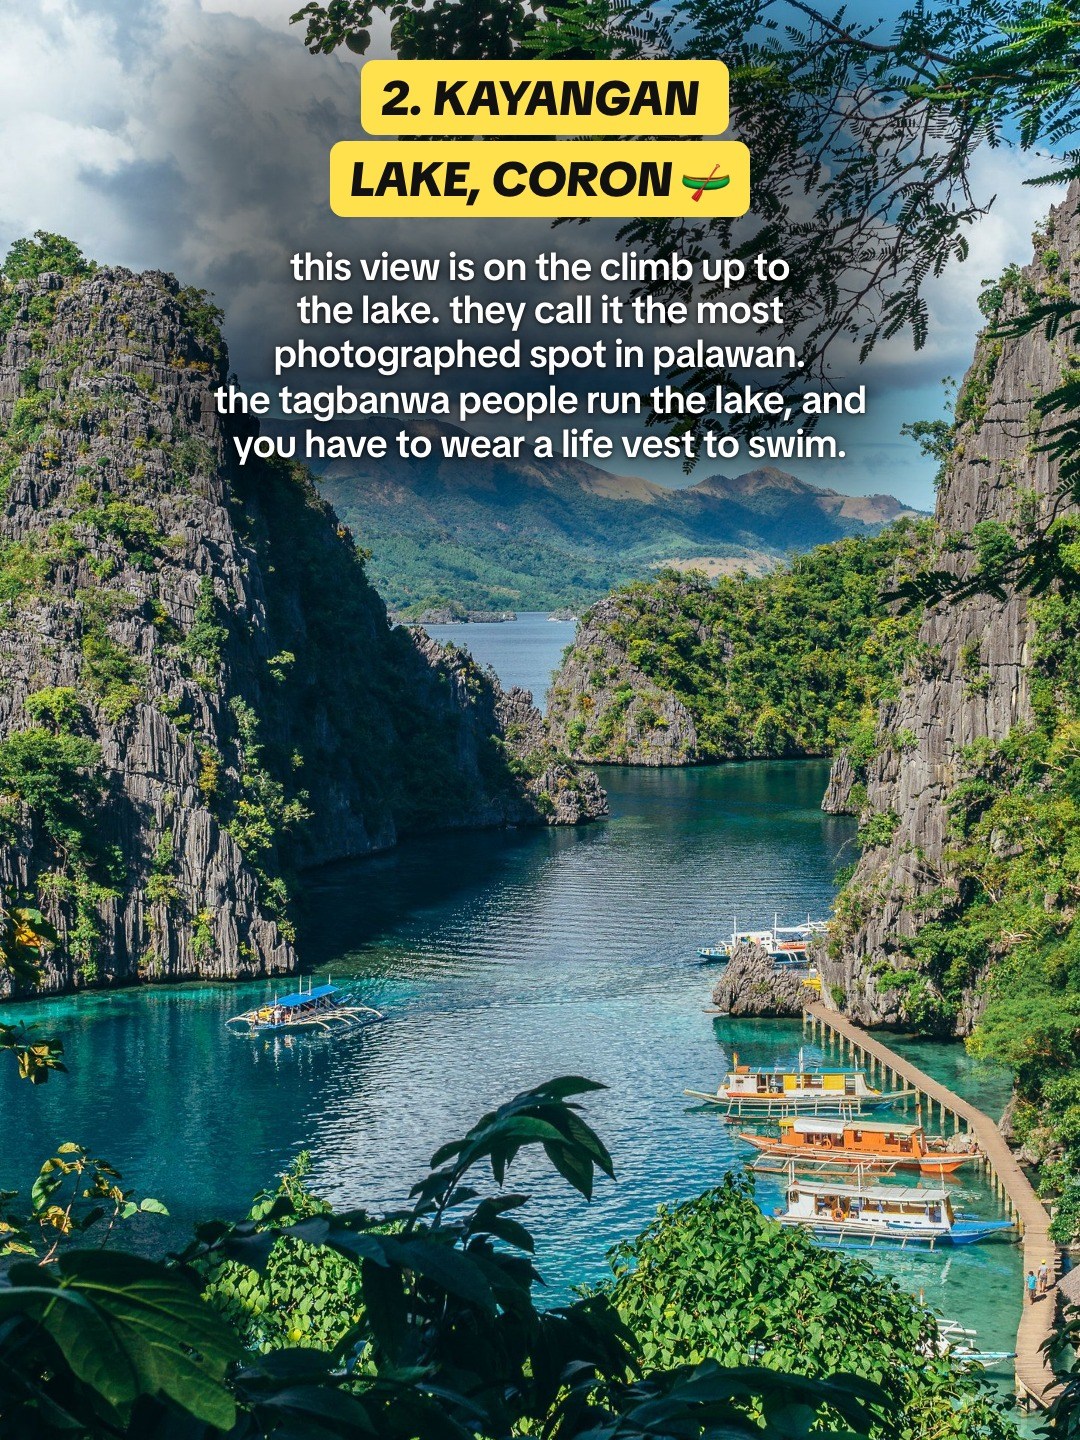 2. KAYANGAN
LAKE, CORON 🛶
this view is on the climb up to
the lake. they call it the most
photographed spot in palawan.
the tagbanwa people run the lake, and
you have to wear a life vest to swim.